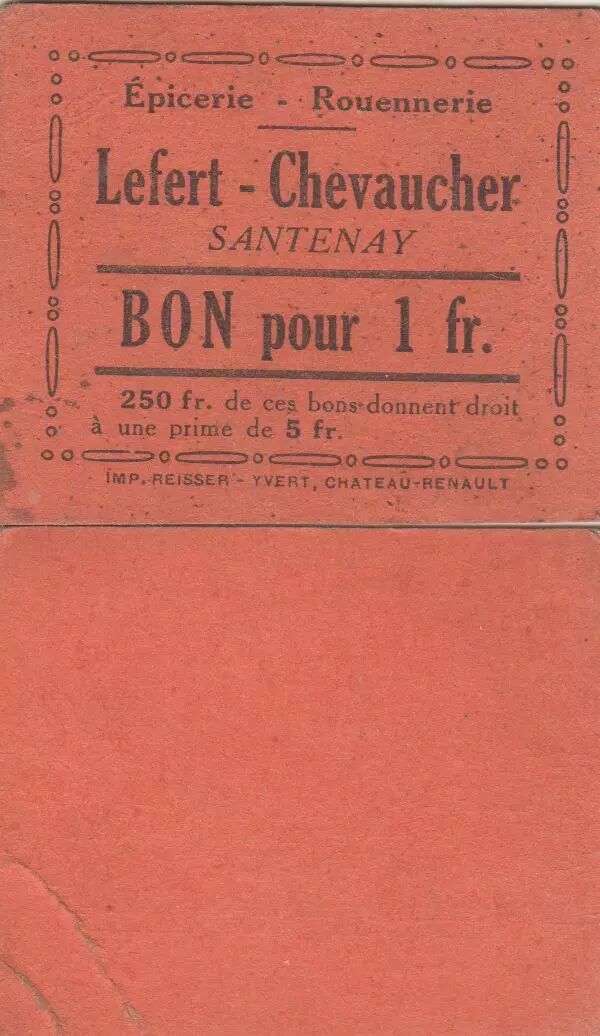 Épicerie - Rouennerie
Lefert - Chevaucher
SANTENAY
BON pour 1 fr.
250 fr. de ces bons donnent droit
à une prime de 5 fr.
IMP. REISSER - YVERT, CHATEAU-RENAULT